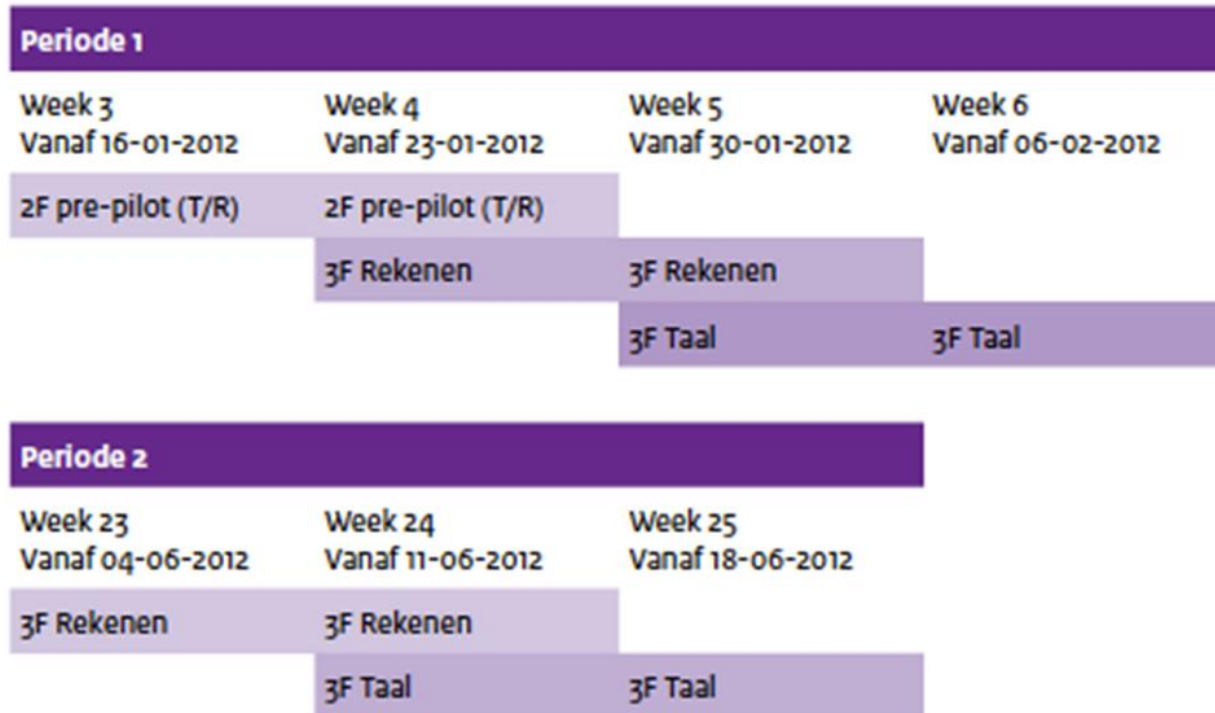 Periode 1
Week 3 Week 4 Week 5 Week 6
Vanaf 16-01-2012 Vanaf 23-01-2012 Vanaf 30-01-2012 Vanaf 06-02-2012
2F pre-pilot (T/R) 2F pre-pilot (T/R)
3F Rekenen 3F Rekenen
3F Taal 3F Taal
Periode 2
Week 23 Week 24 Week 25
Vanaf 04-06-2012 Vanaf 11-06-2012 Vanaf 18-06-2012
3F Rekenen 3F Rekenen
3F Taal 3F Taal